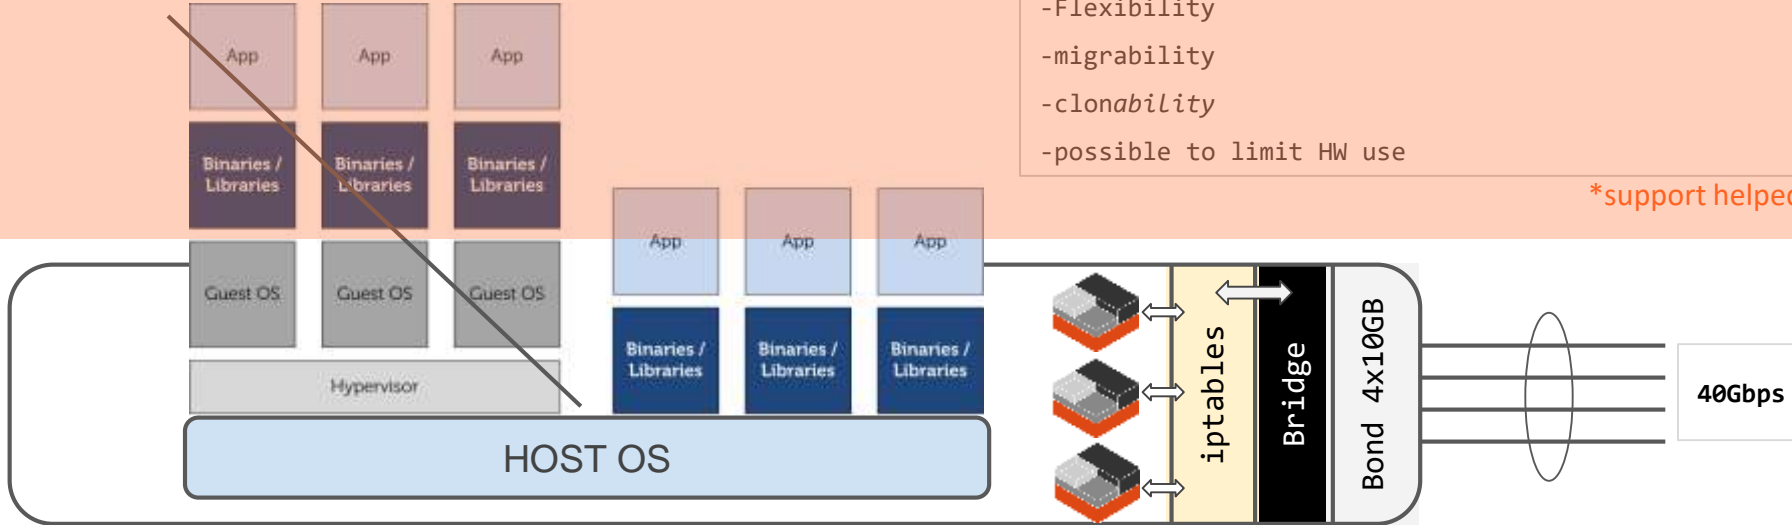 -Flexibility
-migrability
-clonability
-possible to limit HW use
*support helped
App
App
App
Binaries /
Libraries
Binaries /
Libraries
Binaries /
Libraries
Guest OS
Guest OS
Guest OS
Hypervisor
App
App
App
Binaries /
Libraries
Binaries /
Libraries
Binaries /
Libraries
HOST OS
iptables
Bridge
Bond 4x10GB
40Gbps